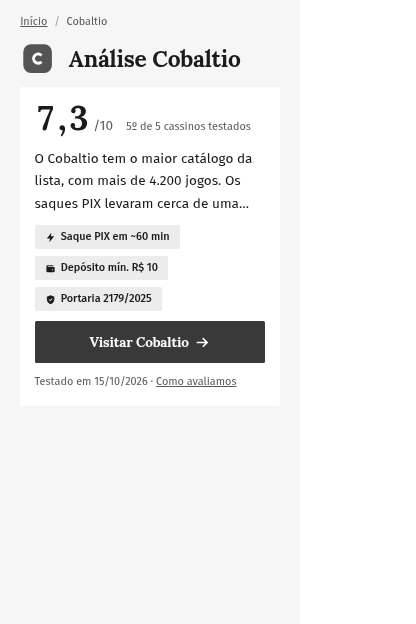 Início / Cobaltio
C Análise Cobaltio
7,3 /10 5º de 5 cassinos testados
O Cobaltio tem o maior catálogo da
lista, com mais de 4.200 jogos. Os
saques PIX levaram cerca de uma...
Saque PIX em ~60 min
Depósito mín. R$ 10
Portaria 2179/2025
Visitar Cobaltio →
Testado em 15/10/2026 · Como avaliamos